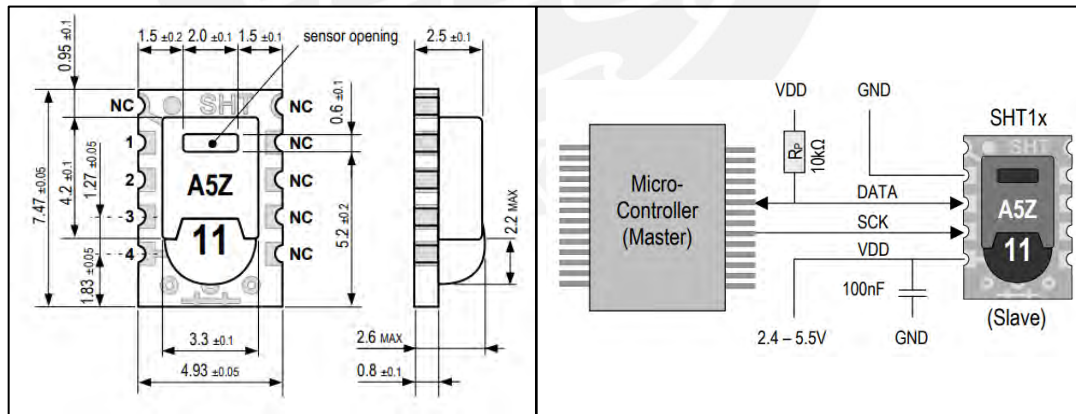 1.5 ±0.2
2.0 ±0.1
1.5 ±0.1
sensor opening
2.5 ±0.1
0.95 ±0.1
NC
SHT
NC
0.6 ±0.1
1
NC
7.47 ±0.05
4.2 ±0.1
1.27 ±0.05
2
A5Z
NC
5.2 ±0.2
2.2 MAX
3
NC
11
4
NC
1.83 ±0.05
3.3 ±0.1
2.6 MAX
4.93 ±0.05
0.8 ±0.1
VDD
GND
SHT1x
Micro-
Controller
(Master)
RP
10kΩ
SHT
DATA
A5Z
SCK
11
VDD
100nF
(Slave)
2.4 – 5.5V
GND